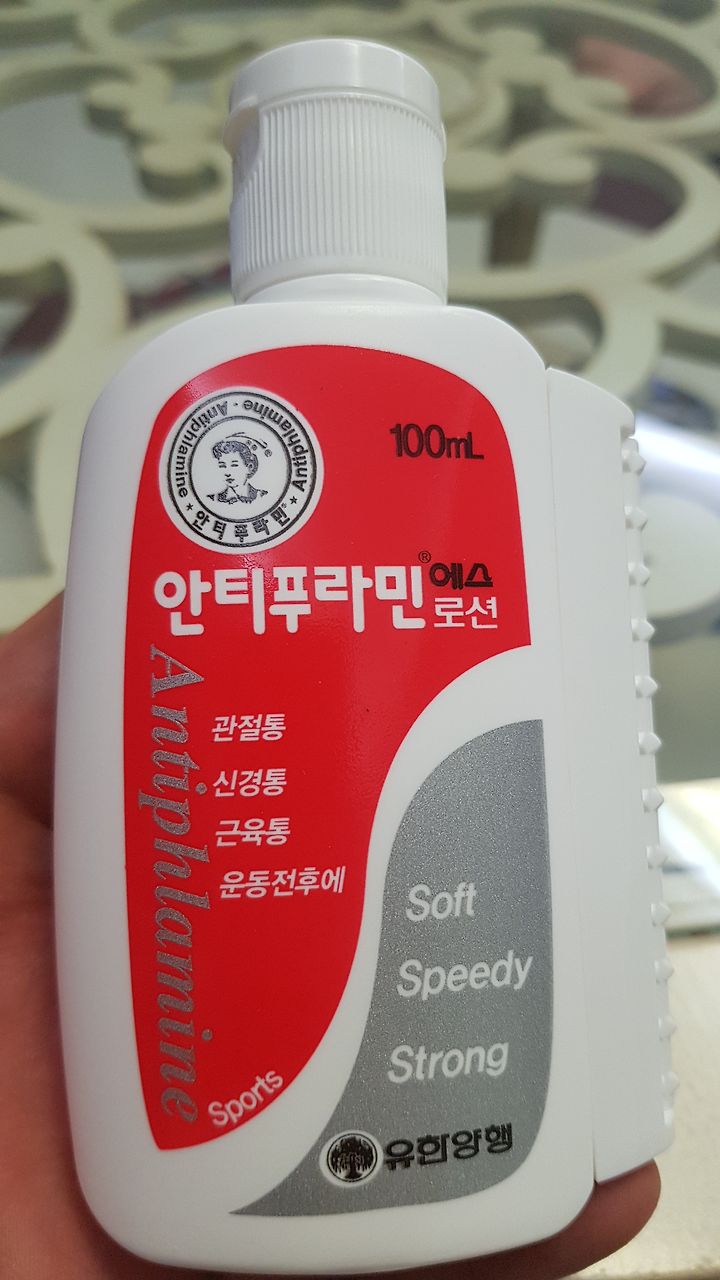 Antiphlamine · Antiphlamine
★ 안티푸라민® ★
100mL
안티푸라민® 에스
로션
Antiphlamine
관절통
신경통
근육통
운동전후에
Sports
Soft
Speedy
Strong
유한양행